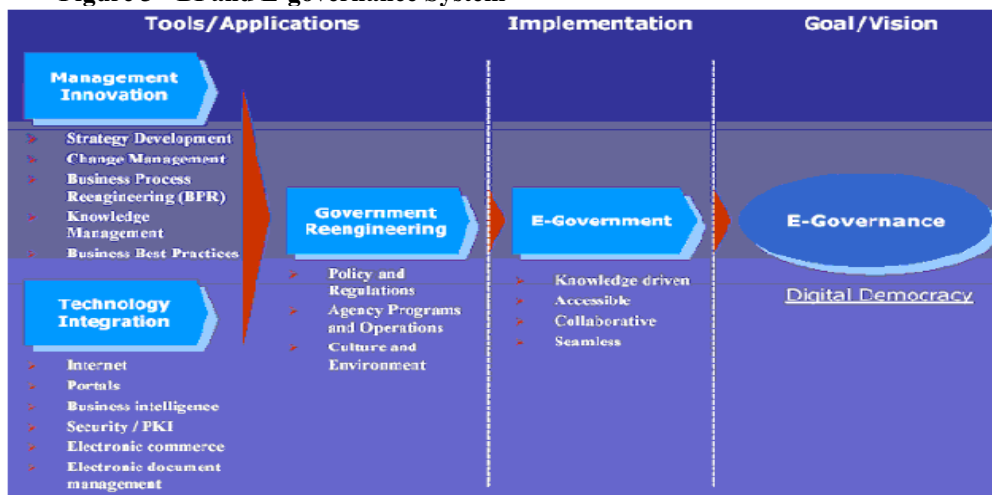 Tools/Applications
Implementation
Goal/Vision
Management
Innovation
Strategy Development
Change Management
Business Process
Reengineering (BPR)
Knowledge
Management
Business Best Practices
Technology
Integration
Internet
Portals
Business intelligence
Security / PKI
Electronic commerce
Electronic document
management
Government
Reengineering
Policy and
Regulations
Agency Programs
and Operations
Culture and
Environment
E-Government
Knowledge driven
Accessible
Collaborative
Seamless
E-Governance
Digital Democracy